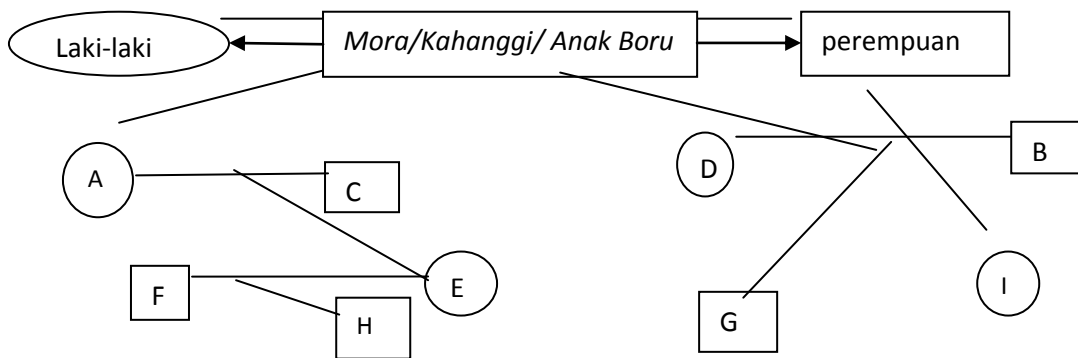 Laki-laki
Mora/Kahanggi/ Anak Boru
perempuan
A
C
D
B
F
H
E
G
I